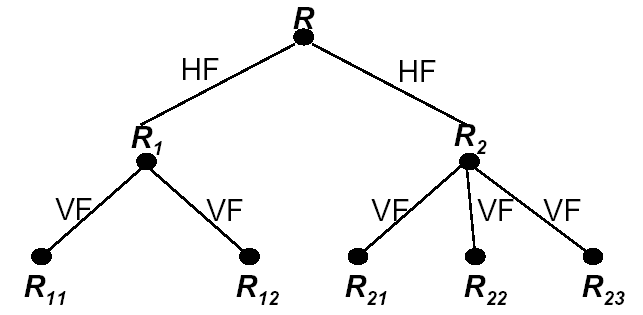 R
HF HF
R1 R2
VF VF VF VF VF
R11 R12 R21 R22 R23